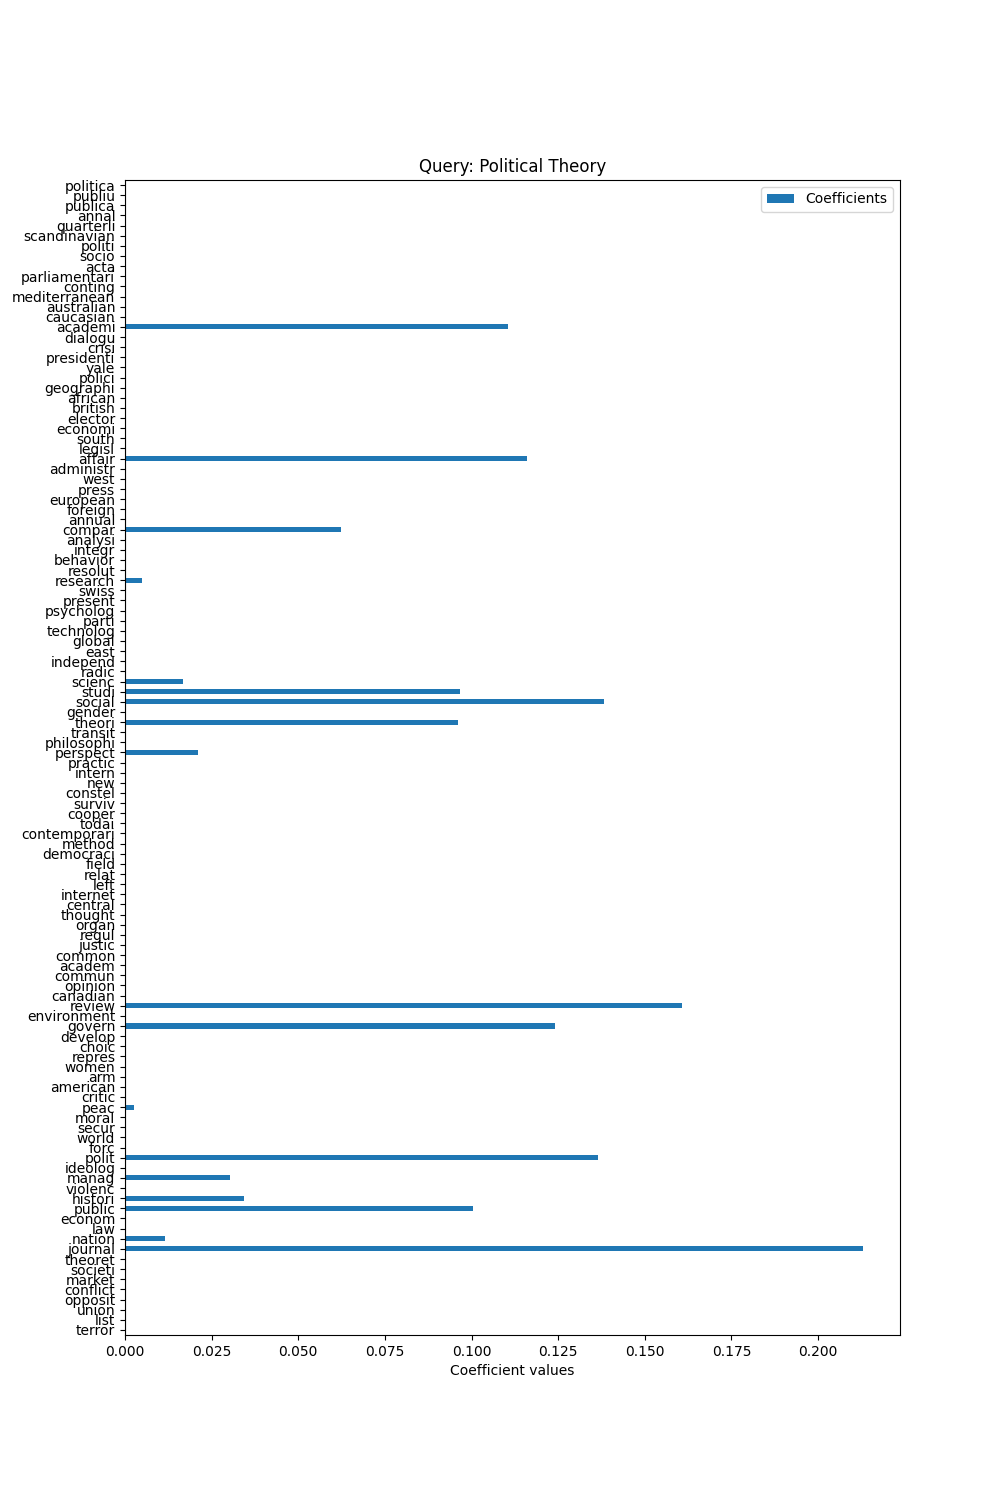 Query: Political Theory
Coefficients
politica
publiu
publica
annal
quarterli
scandinavian
politi
socio
acta
parliamentari
conting
mediterranean
australian
caucasian
academi
dialogu
crisi
presidenti
yale
polici
geographi
african
british
elector
economi
south
legisl
affair
administr
west
press
european
foreign
annual
compar
analysi
integr
behavior
resolut
research
swiss
present
psycholog
parti
technolog
global
east
independ
radic
scienc
studi
social
gender
theori
transit
philosophi
perspect
practic
intern
new
constel
surviv
cooper
todai
contemporari
method
democraci
field
relat
left
internet
central
thought
organ
regul
justic
common
academ
commun
opinion
canadian
review
environment
govern
develop
choic
repres
women
arm
american
critic
peac
moral
secur
world
forc
polit
ideolog
manag
violenc
histori
public
econom
law
nation
journal
theoret
societi
market
conflict
opposit
union
list
terror
0.000 0.025 0.050 0.075 0.100 0.125 0.150 0.175 0.200
Coefficient values